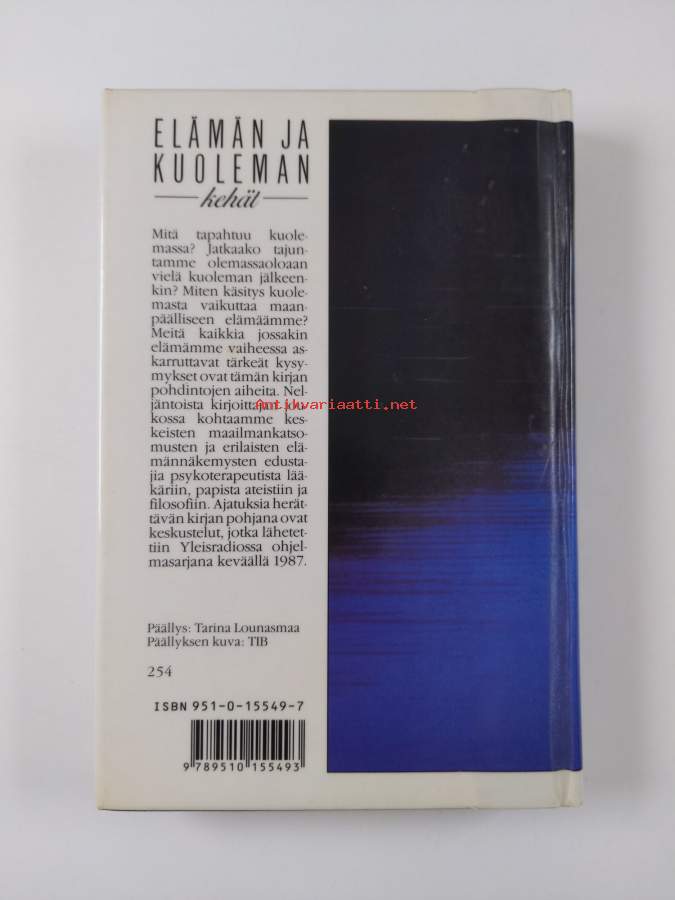 ELÄMÄN JA
KUOLEMAN
kehät
Mitä tapahtuu kuole-
massa? Jatkaako tajun-
tamme olemassaoloaan
vielä kuoleman jälkeen-
kin? Miten käsitys kuole-
masta vaikuttaa maan-
päälliseen elämäämme?
Meitä kaikkia jossakin
elämämme vaiheessa as-
karruttavat tärkeät kysy-
mykset ovat tämän kirjan
pohdintojen aiheita. Nel-
jäntoista kirjoittajan
Antikvariaatti.net
kossa kohtaamme kes-
keisten maailmankatso-
musten ja erilaisten elä-
männäkemysten edusta-
jia psykoterapeutista lää-
käriin, papista ateistiin ja
filosofiin. Ajatuksia herät-
tävän kirjan pohjana ovat
keskustelut, jotka lähetet-
tiin Yleisradiossa ohjel-
masarjana keväällä 1987.
Päällys: Tarina Lounasmaa
Päällyksen kuva: TIB
254
ISBN 951-0-15549-7
9 789510 155493